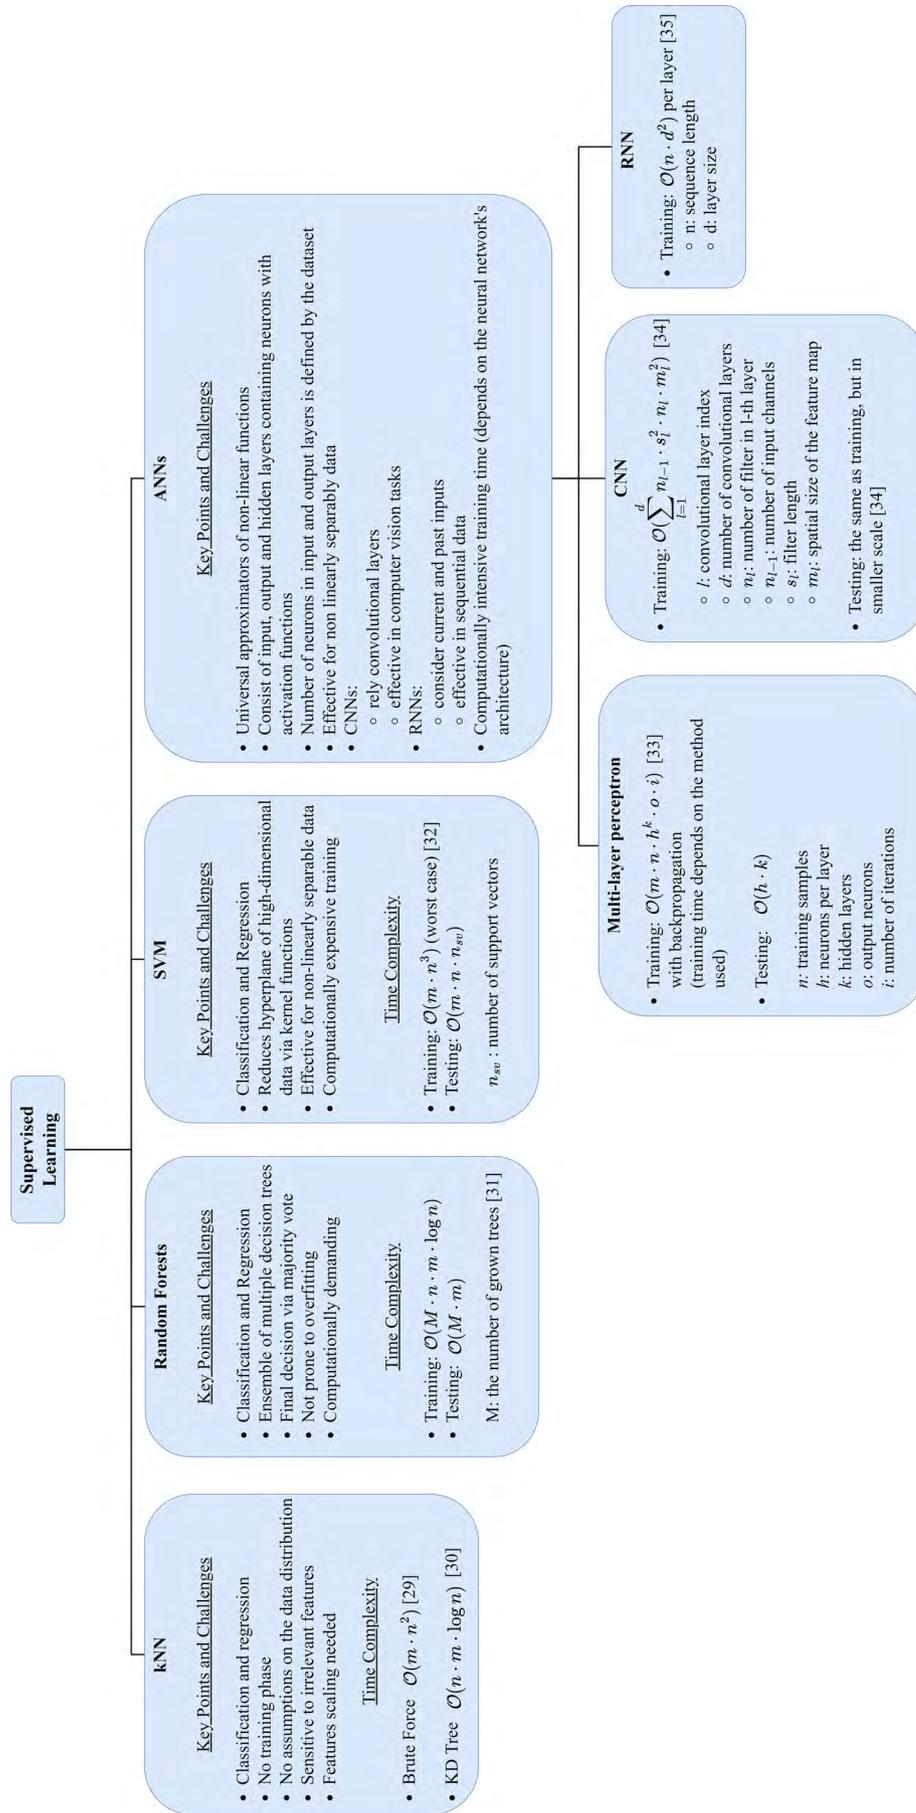 Supervised
Learning
kNN
Key Points and Challenges
• Classification and regression
• No training phase
• No assumptions on the data distribution
• Sensitive to irrelevant features
• Features scaling needed
Time Complexity
• Brute Force 𝒪(m · n²) [29]
• KD Tree 𝒪(n · m · log n) [30]
Random Forests
Key Points and Challenges
• Classification and Regression
• Ensemble of multiple decision trees
• Final decision via majority vote
• Not prone to overfitting
• Computationally demanding
Time Complexity
• Training: 𝒪(M · n · m · log n)
• Testing: 𝒪(M · m)
M: the number of grown trees [31]
SVM
Key Points and Challenges
• Classification and Regression
• Reduces hyperplane of high-dimensional
data via kernel functions
• Effective for non-linearly separable data
• Computationally expensive training
Time Complexity
• Training: 𝒪(m · n³) (worst case) [32]
• Testing: 𝒪(m · n · n_sv)
n_sv : number of support vectors
ANNs
Key Points and Challenges
• Universal approximators of non-linear functions
• Consist of input, output and hidden layers containing neurons with
activation functions
• Number of neurons in input and output layers is defined by the dataset
• Effective for non linearly separably data
• CNNs:
○ rely convolutional layers
○ effective in computer vision tasks
• RNNs:
○ consider current and past inputs
○ effective in sequential data
• Computationally intensive training time (depends on the neural network's
architecture)
Multi-layer perceptron
• Training: 𝒪(m · n · h^k · o · i) [33]
with backpropagation
(training time depends on the method
used)
• Testing: 𝒪(h · k)
n: training samples
h: neurons per layer
k: hidden layers
o: output neurons
i: number of iterations
CNN
• Training: 𝒪(∑_{l=1}^{d} n_{l−1} · s_l² · n_l · m_l²) [34]
○ l: convolutional layer index
○ d: number of convolutional layers
○ n_l: number of filter in l-th layer
○ n_{l−1}: number of input channels
○ s_l: filter length
○ m_l: spatial size of the feature map
• Testing: the same as training, but in
smaller scale [34]
RNN
• Training: 𝒪(n · d²) per layer [35]
○ n: sequence length
○ d: layer size